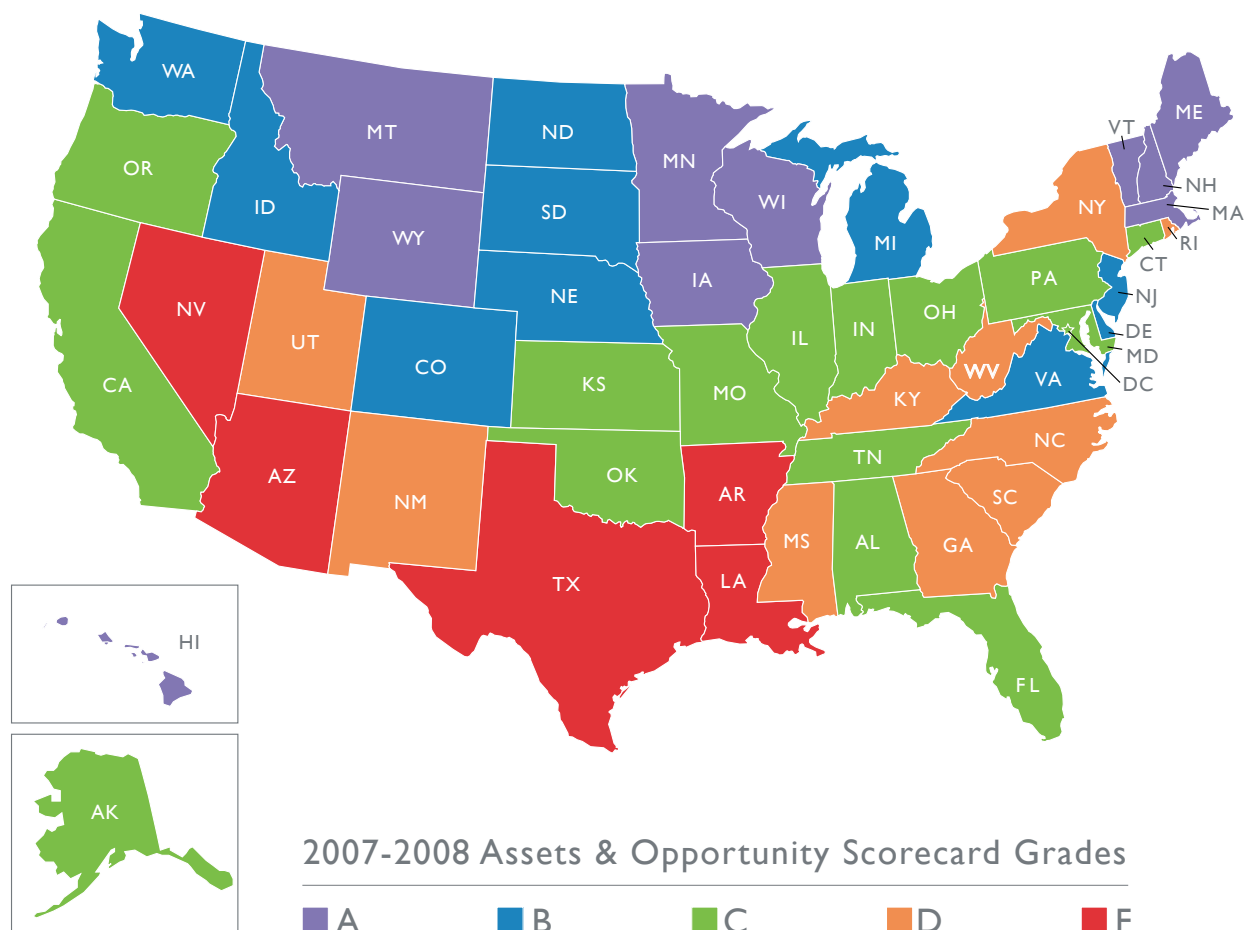 WA
MT
ND
MN
ME
VT
OR
ID
SD
WI
NH
WY
NY
MA
MI
RI
CT
IA
PA
NE
NJ
NV
OH
UT
IL
IN
DE
CO
MD
WV
VA
DC
CA
KS
MO
KY
NC
TN
AZ
OK
AR
SC
NM
MS
AL
GA
TX
LA
HI
FL
AK
2007-2008 Assets & Opportunity Scorecard Grades
A B C D F